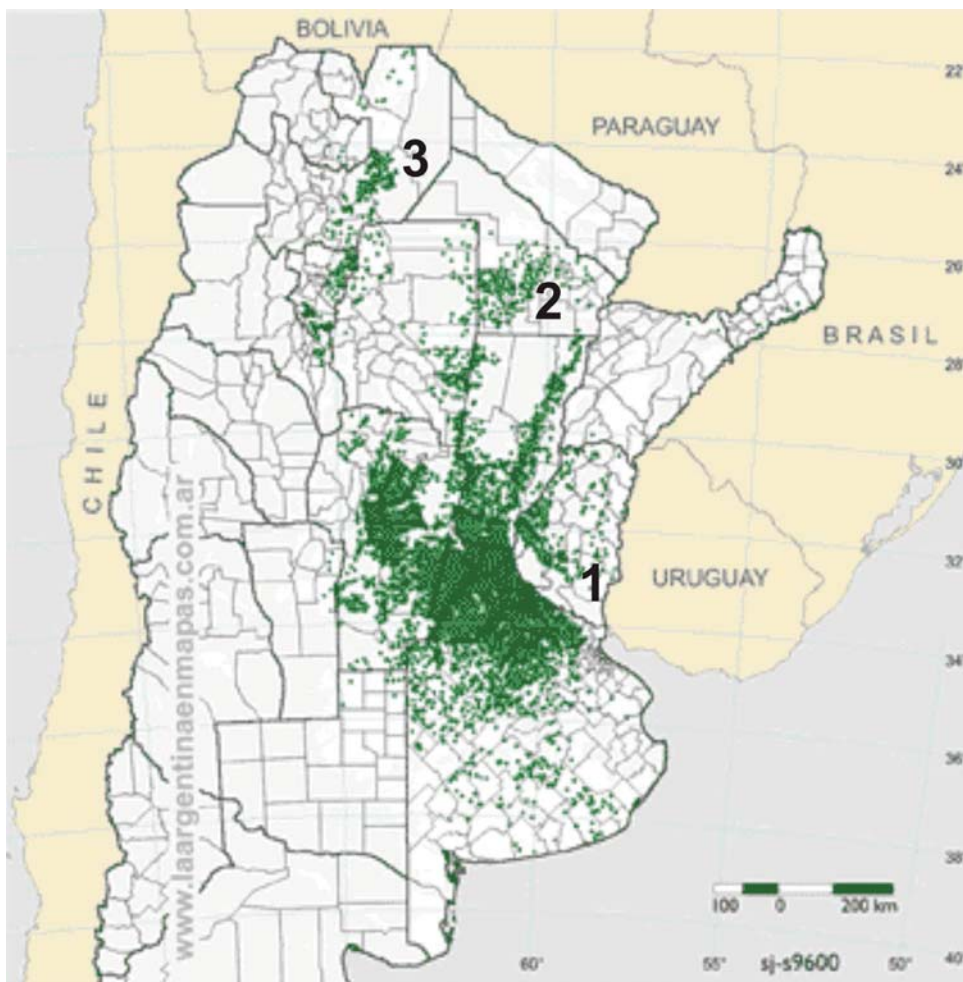 BOLIVIA
22
PARAGUAY
3
24
26
2
BRASIL
28
CHILE
30
www.laargentinaenmapas.com.ar
32
1
URUGUAY
34
36
38
100 0 200 km
60° 55° sj-s9600 50° 40°